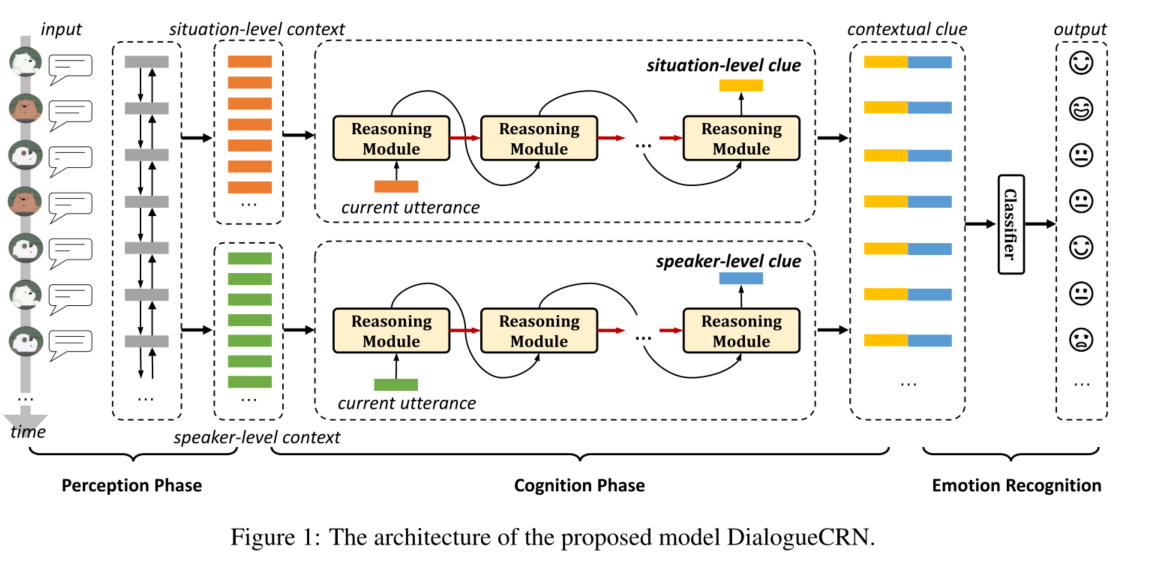 input
situation-level context
contextual clue
output
situation-level clue
Reasoning
Module
Reasoning
Module
...
Reasoning
Module
current utterance
...
speaker-level clue
Reasoning
Module
Reasoning
Module
...
Reasoning
Module
current utterance
Classifier
...
...
...
...
...
time
speaker-level context
Perception Phase
Cognition Phase
Emotion Recognition
Figure 1: The architecture of the proposed model DialogueCRN.